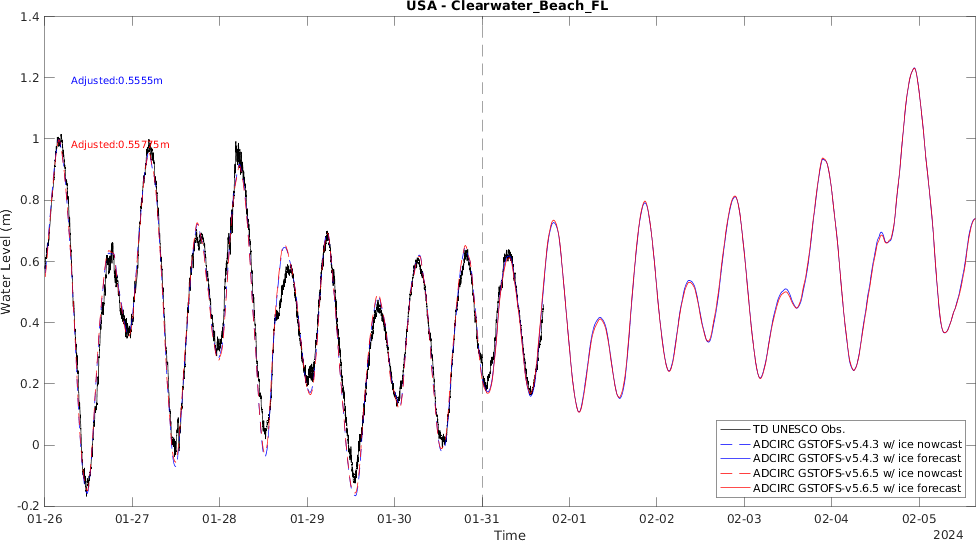 USA - Clearwater_Beach_FL
1.4
1.2
1
0.8
0.6
0.4
0.2
0
-0.2
Water Level (m)
Adjusted:0.5555m
Adjusted:0.55775m
TD UNESCO Obs.
ADCIRC GSTOFS-v5.4.3 w/ ice nowcast
ADCIRC GSTOFS-v5.4.3 w/ ice forecast
ADCIRC GSTOFS-v5.6.5 w/ ice nowcast
ADCIRC GSTOFS-v5.6.5 w/ ice forecast
01-26 01-27 01-28 01-29 01-30 01-31 02-01 02-02 02-03 02-04 02-05
Time
2024